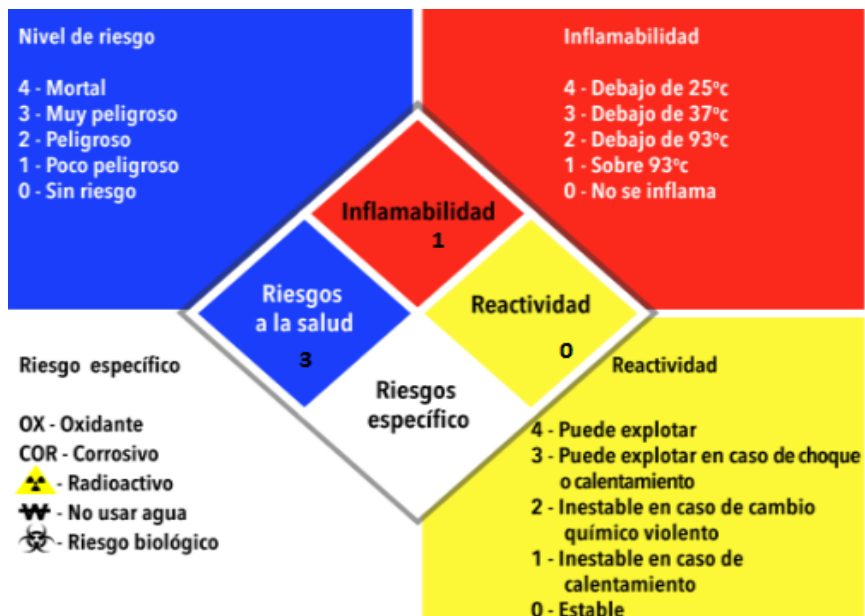 Nivel de riesgo
4 - Mortal
3 - Muy peligroso
2 - Peligroso
1 - Poco peligroso
0 - Sin riesgo
Inflamabilidad
4 - Debajo de 25ºc
3 - Debajo de 37ºc
2 - Debajo de 93ºc
1 - Sobre 93ºc
0 - No se inflama
Inflamabilidad
1
Riesgos
a la salud
3
Reactividad
0
Riesgos
específico
Riesgo específico
OX - Oxidante
COR - Corrosivo
- Radioactivo
W - No usar agua
- Riesgo biológico
Reactividad
4 - Puede explotar
3 - Puede explotar en caso de choque
o calentamiento
2 - Inestable en caso de cambio
químico violento
1 - Inestable en caso de
calentamiento
0 - Estable